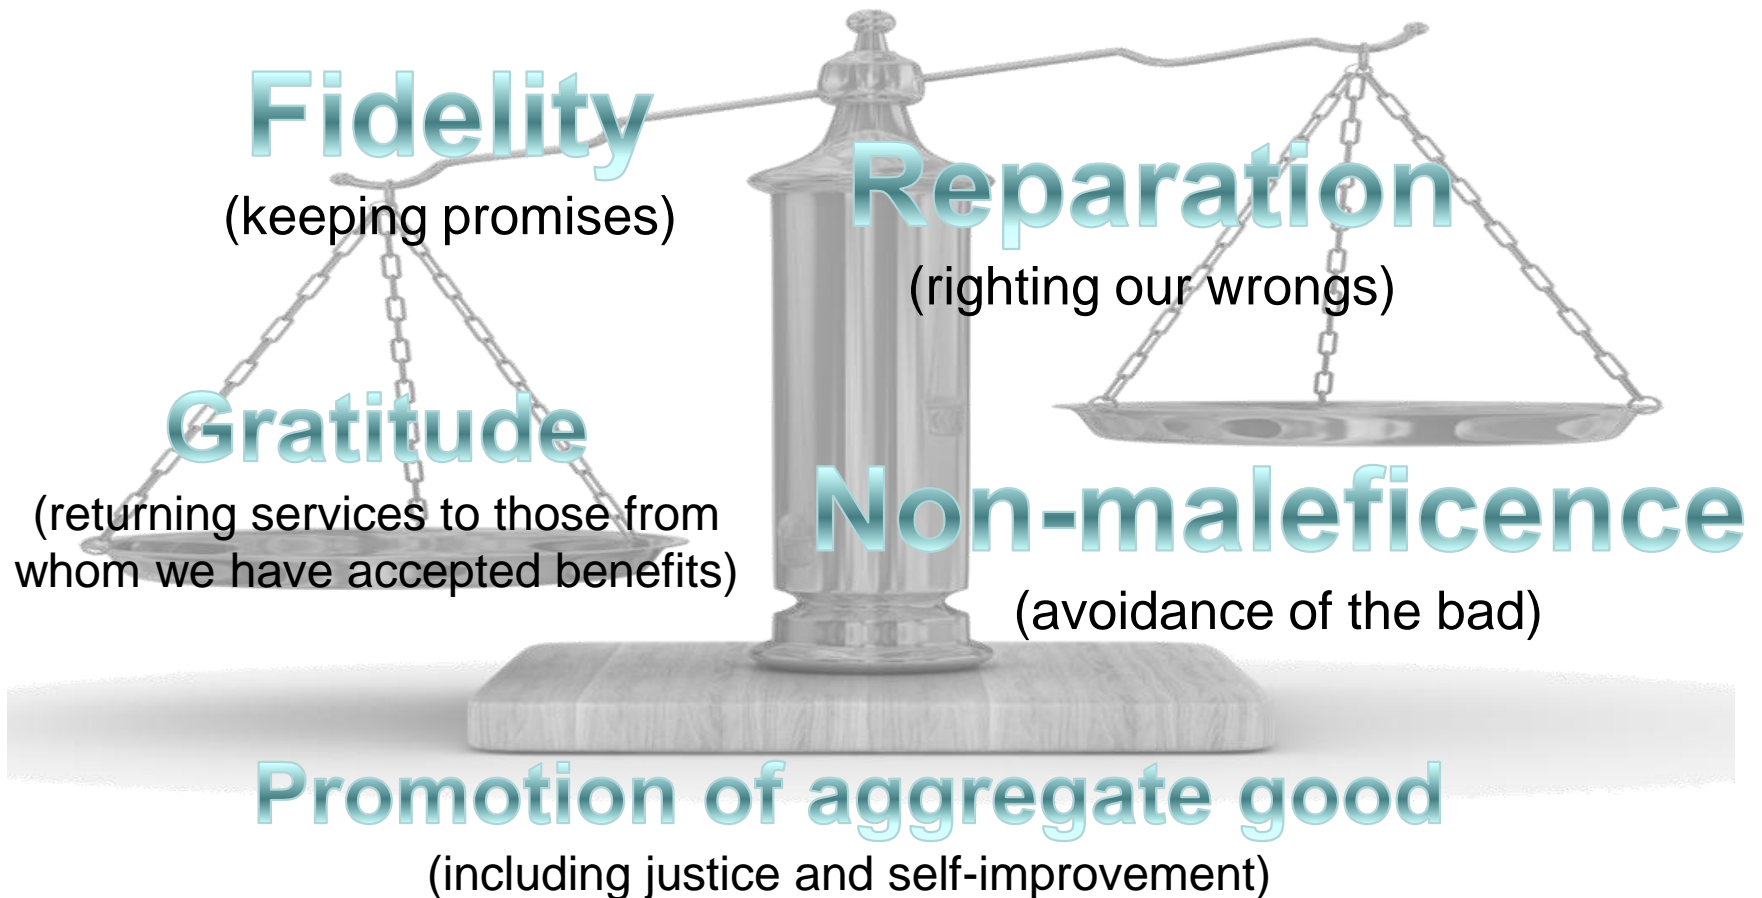 Fidelity
(keeping promises)
Reparation
(righting our wrongs)
Gratitude
(returning services to those from
whom we have accepted benefits)
Non-maleficence
(avoidance of the bad)
Promotion of aggregate good
(including justice and self-improvement)